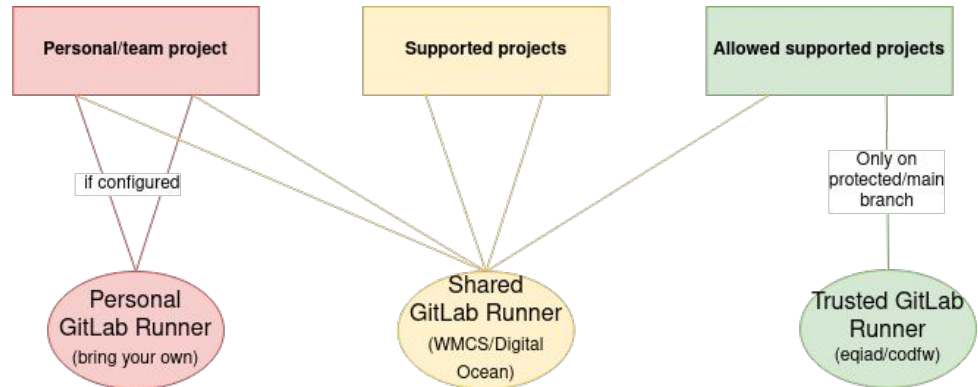 Personal/team project
Supported projects
Allowed supported projects
if configured
Only on
protected/main
branch
Personal
GitLab Runner
(bring your own)
Shared
GitLab Runner
(WMCS/Digital
Ocean)
Trusted GitLab
Runner
(eqiad/codfw)